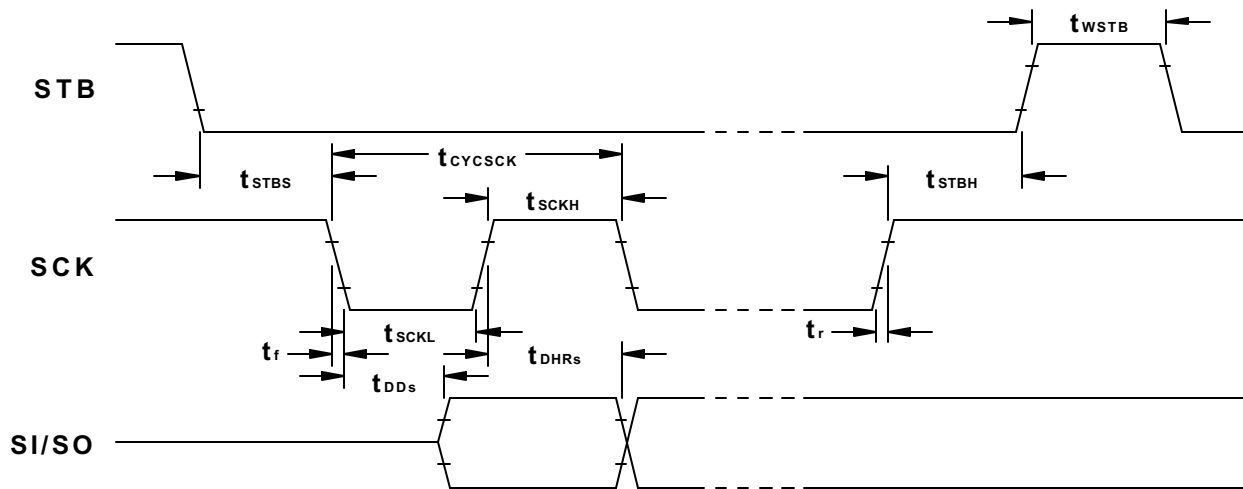 tWSTB
STB
tCYCSCK
tSTBS
tSTBH
tSCKH
SCK
tSCKL
tr
tf
tDHRs
tDDs
SI/SO